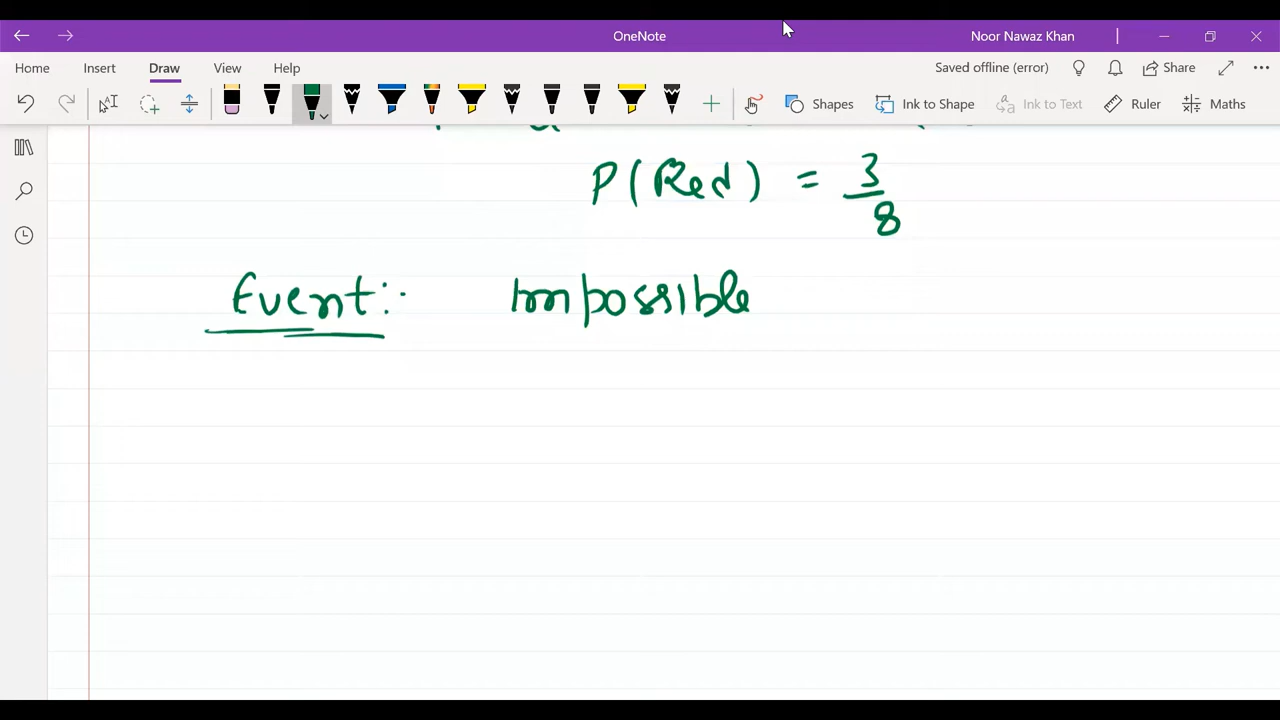 OneNote
Noor Nawaz Khan
Home Insert Draw View Help
Saved offline (error)
Share
Shapes
Ink to Shape
Ink to Text
Ruler
Maths
P(Red) = 3/8
Event:- Impossible